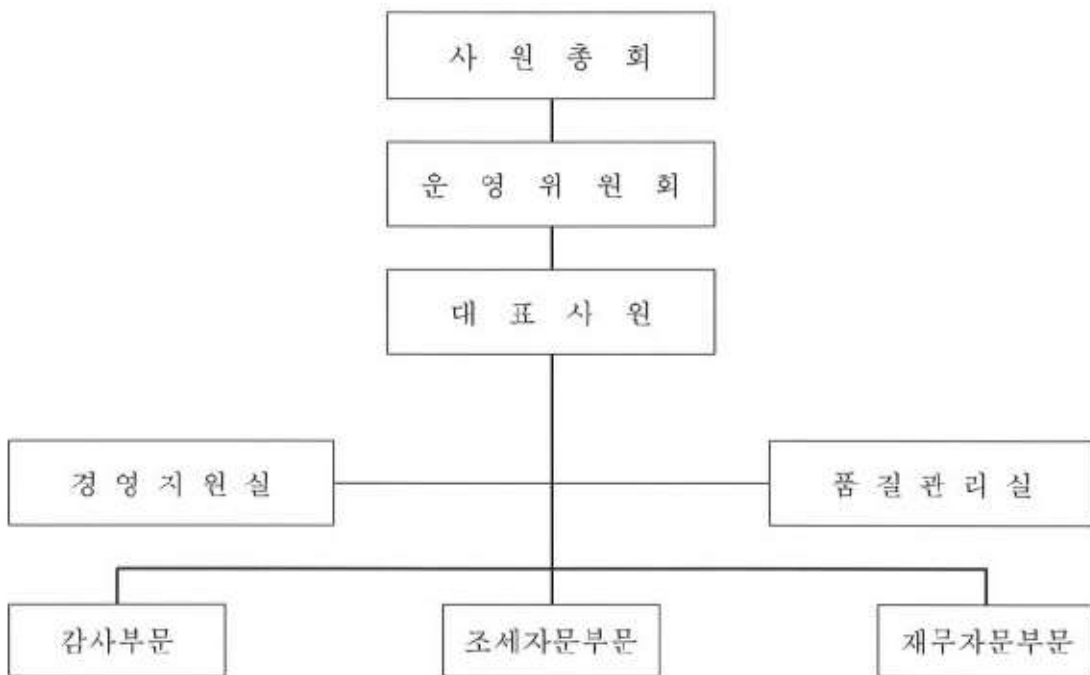 사 원 총 회
운 영 위 원 회
대 표 사 원
경 영 지 원 실
품 질 관 리 실
감사부문
조세자문부문
재무자문부문